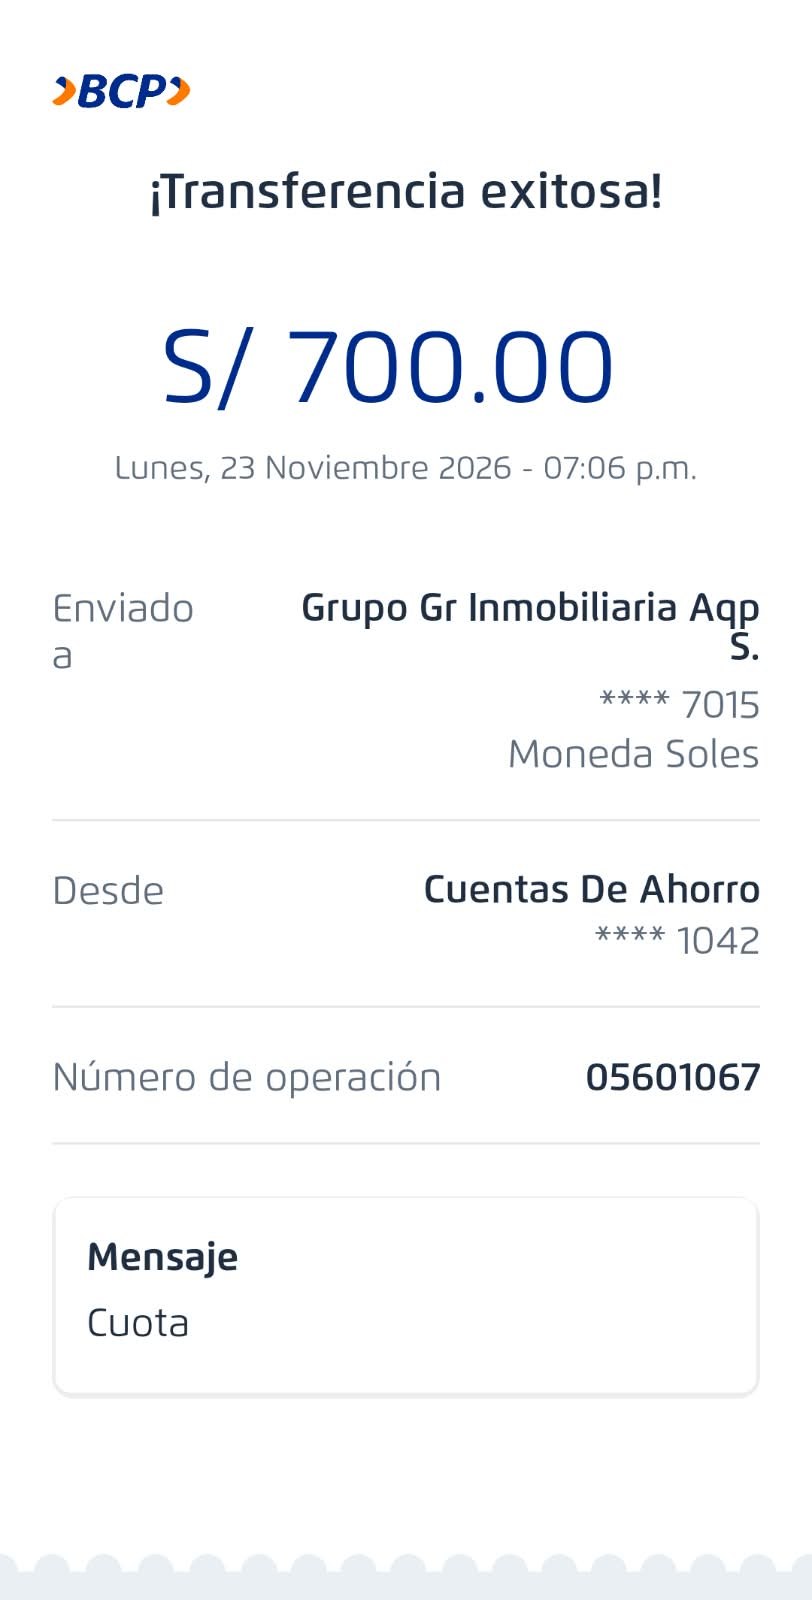 BCP
¡Transferencia exitosa!
S/ 700.00
Lunes, 23 Noviembre 2026 - 07:06 p.m.
Enviado a
Grupo Gr Inmobiliaria Aqp
S.
**** 7015
Moneda Soles
Desde
Cuentas De Ahorro
**** 1042
Número de operación
05601067
Mensaje
Cuota